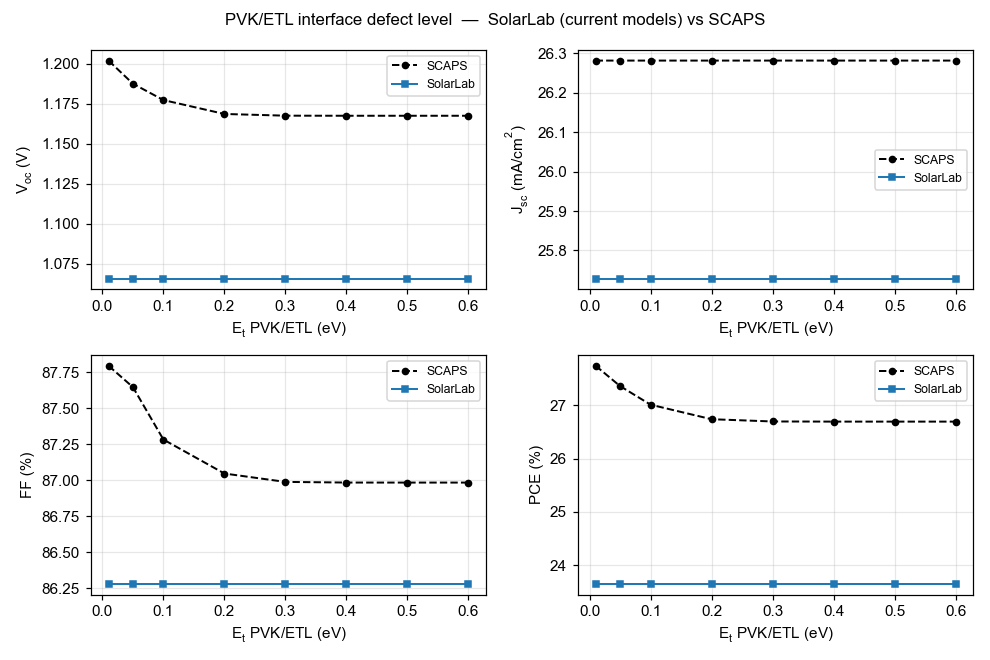 PVK/ETL interface defect level — SolarLab (current models) vs SCAPS
1.200
1.175
1.150
1.125
1.100
1.075
V_oc (V)
SCAPS
SolarLab
0.0 0.1 0.2 0.3 0.4 0.5 0.6
E_t PVK/ETL (eV)
26.3
26.2
26.1
26.0
25.9
25.8
J_sc (mA/cm²)
SCAPS
SolarLab
0.0 0.1 0.2 0.3 0.4 0.5 0.6
E_t PVK/ETL (eV)
87.75
87.50
87.25
87.00
86.75
86.50
86.25
FF (%)
SCAPS
SolarLab
0.0 0.1 0.2 0.3 0.4 0.5 0.6
E_t PVK/ETL (eV)
27
26
25
24
PCE (%)
SCAPS
SolarLab
0.0 0.1 0.2 0.3 0.4 0.5 0.6
E_t PVK/ETL (eV)